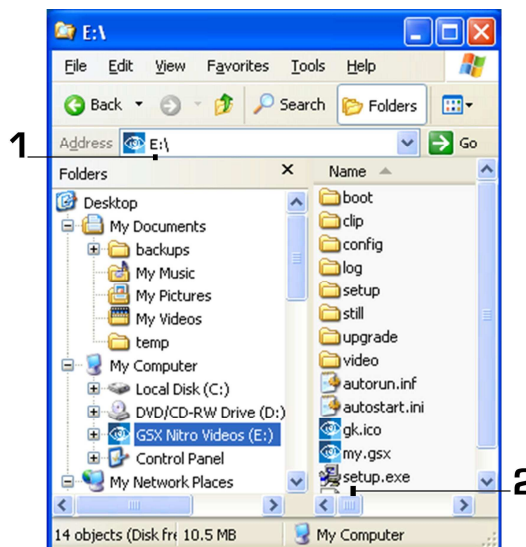 E:\
File Edit View Favorites Tools Help
Back Search Folders
Address E:\ Go
1
Folders × Name
Desktop
My Documents
backups
My Music
My Pictures
My Videos
temp
My Computer
Local Disk (C:)
DVD/CD-RW Drive (D:)
GSX Nitro Videos (E:)
Control Panel
My Network Places
boot
clip
config
log
setup
still
upgrade
video
autorun.inf
autostart.ini
gk.ico
my.gsx
setup.exe
2
14 objects (Disk fre 10.5 MB My Computer